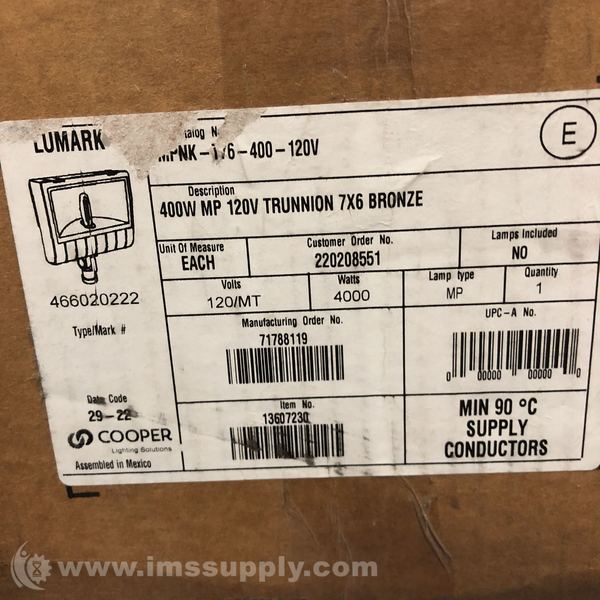 LUMARK
MPNK-T76-400-120V
E
Description
400W MP 120V TRUNNION 7X6 BRONZE
Unit Of Measure
EACH
Customer Order No.
220208551
Lamps Included
NO
Volts
120/MT
Watts
4000
Lamp type
MP
Quantity
1
466020222
Type/Mark #
Manufacturing Order No.
71788119
UPC-A No.
0 00000 00000 0
Date Code
29-22
Item No.
13607230
MIN 90 °C
SUPPLY
CONDUCTORS
COOPER
Lighting Solutions
Assembled in Mexico
www.imssupply.com